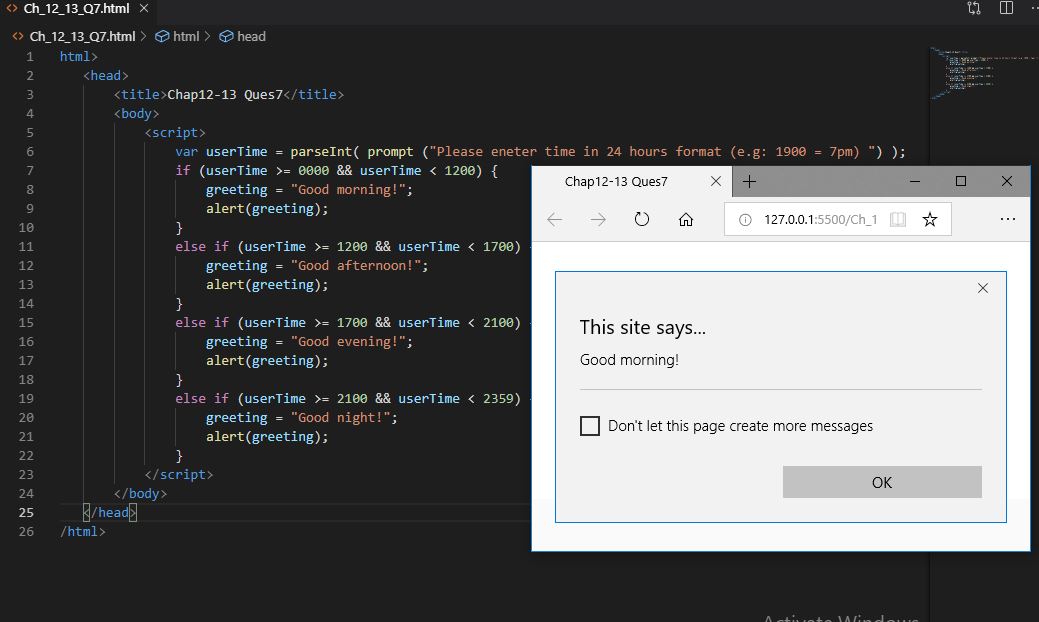 Ch_12_13_Q7.html
Ch_12_13_Q7.html > html > head
1 html>
2 <head>
3 <title>Chap12-13 Ques7</title>
4 <body>
5 <script>
6 var userTime = parseInt( prompt ("Please eneter time in 24 hours format (e.g: 1900 = 7pm) ") );
7 if (userTime >= 0000 && userTime < 1200) {
8 greeting = "Good morning!";
9 alert(greeting);
10 }
11 else if (userTime >= 1200 && userTime < 1700)
12 greeting = "Good afternoon!";
13 alert(greeting);
14 }
15 else if (userTime >= 1700 && userTime < 2100)
16 greeting = "Good evening!";
17 alert(greeting);
18 }
19 else if (userTime >= 2100 && userTime < 2359)
20 greeting = "Good night!";
21 alert(greeting);
22 }
23 </script>
24 </body>
25 </head>
26 /html>
Chap12-13 Ques7
127.0.0.1:5500/Ch_1
This site says...
Good morning!
Don't let this page create more messages
OK
Activate Windows